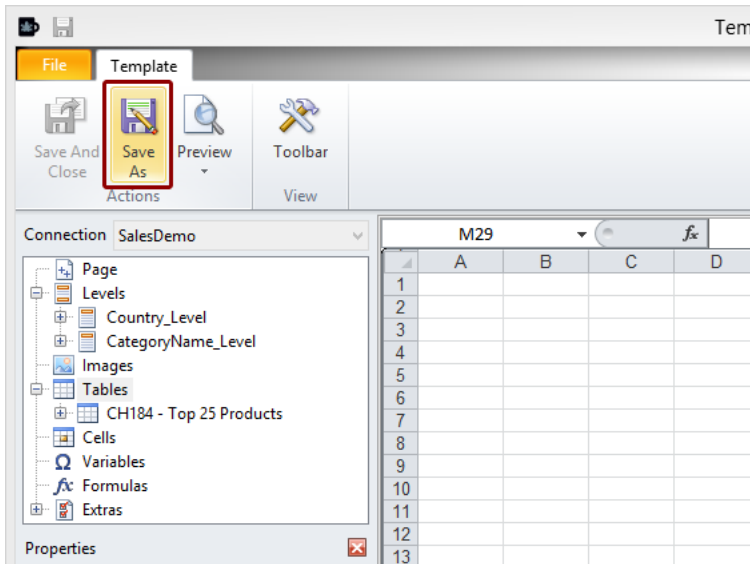 Tem
File
Template
Save And Close
Save As
Preview
Toolbar
Actions
View
Connection SalesDemo
M29
fx
A B C D
Page
Levels
Country_Level
CategoryName_Level
Images
Tables
CH184 - Top 25 Products
Cells
Ω Variables
fx Formulas
Extras
Properties
1
2
3
4
5
6
7
8
9
10
11
12
13